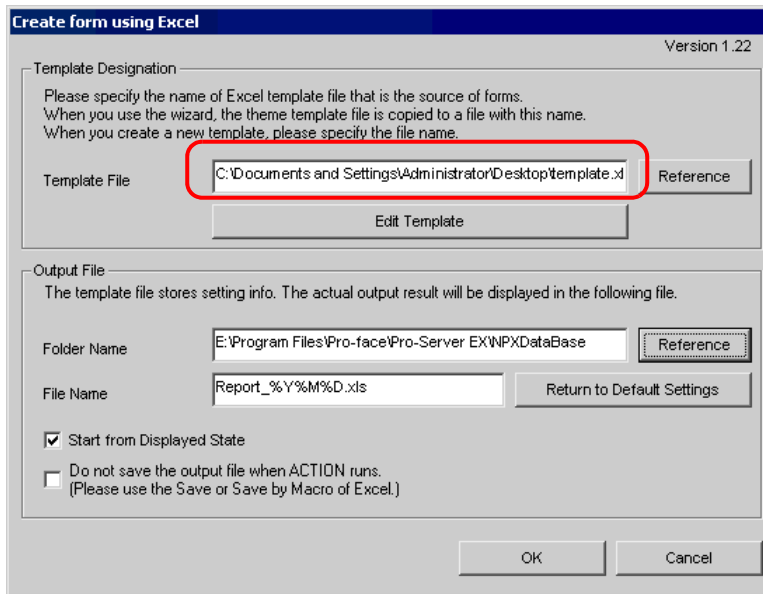 Create form using Excel
Version 1.22
Template Designation
Please specify the name of Excel template file that is the source of forms.
When you use the wizard, the theme template file is copied to a file with this name.
When you create a new template, please specify the file name.
Template File C:\Documents and Settings\Administrator\Desktop\template.xl Reference
Edit Template
Output File
The template file stores setting info. The actual output result will be displayed in the following file.
Folder Name E:\Program Files\Pro-face\Pro-Server EX\NPXDataBase Reference
File Name Report_%Y%M%D.xls Return to Default Settings
Start from Displayed State
Do not save the output file when ACTION runs.
(Please use the Save or Save by Macro of Excel.)
OK Cancel